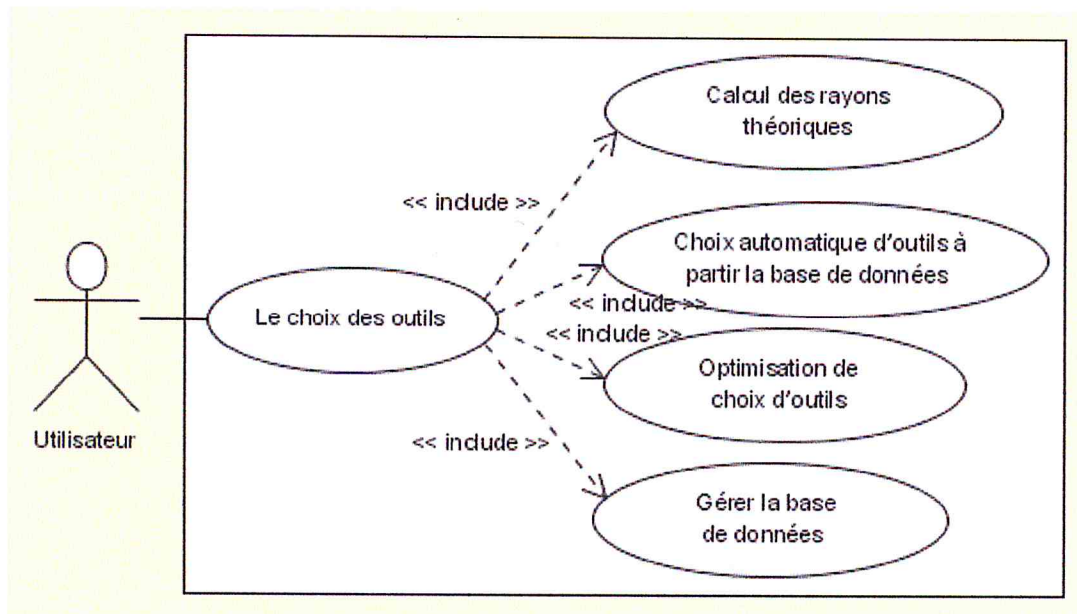 Calcul des rayons
théoriques
<< include >>
Choix automatique d'outils à
partir la base de données
<< include >>
Le choix des outils
<< include >>
Optimisation de
choix d'outils
Utilisateur
<< include >>
Gérer la base
de données